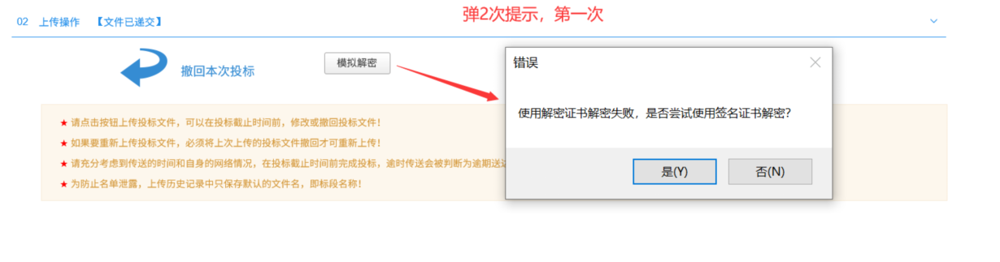 弹2次提示，第一次
02 上传操作 【文件已递交】
撤回本次投标
模拟解密
错误
使用解密证书解密失败，是否尝试使用签名证书解密？
是(Y)
否(N)
★ 请点击按钮上传投标文件，可以在投标截止时间前，修改或撤回投标文件！
★ 如果要重新上传投标文件，必须将上次上传的投标文件撤回才可重新上传！
★ 请充分考虑到传送的时间和自身的网络情况，在投标截止时间前完成投标，逾时传送会被判断为逾期送
★ 为防止名单泄露，上传历史记录中只保存默认的文件名，即标段名称！